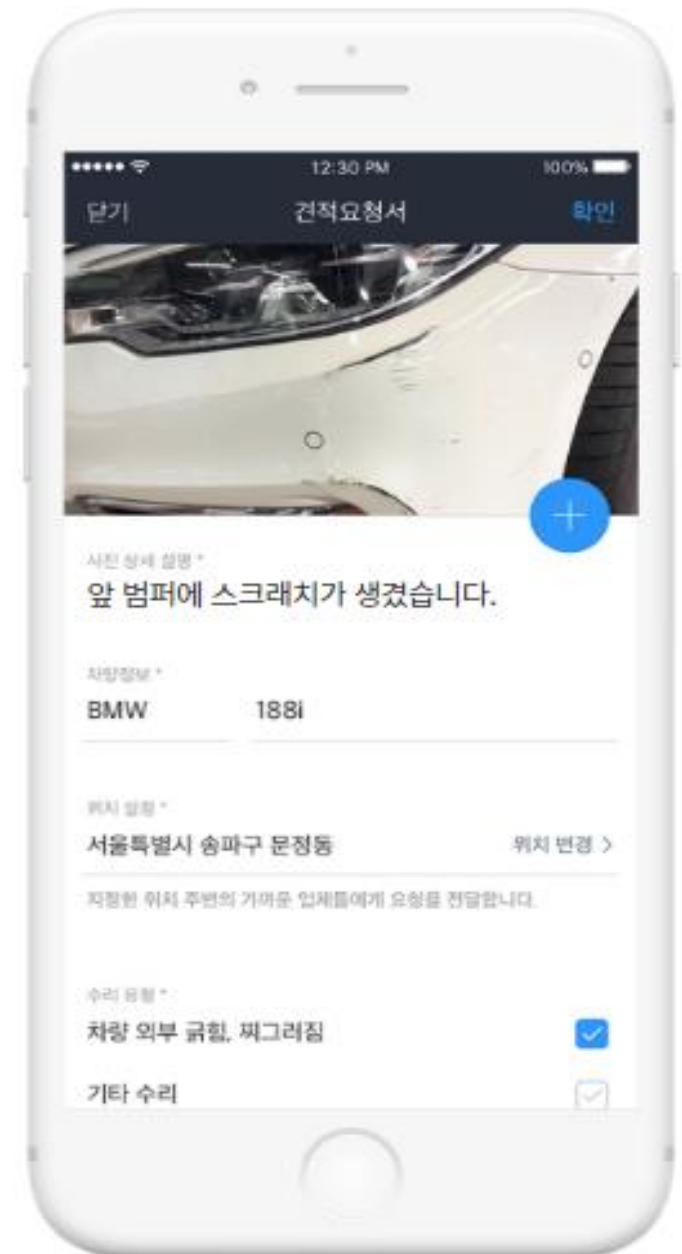 12:30 PM 100%
닫기 견적요청서 확인
사진 상세 설명 *
앞 범퍼에 스크래치가 생겼습니다.
차량정보 *
BMW 188i
위치 설정 *
서울특별시 송파구 문정동 위치 변경 >
지정한 위치 주변의 가까운 업체들에게 요청을 전달합니다.
수리 유형 *
차량 외부 긁힘, 찌그러짐
기타 수리